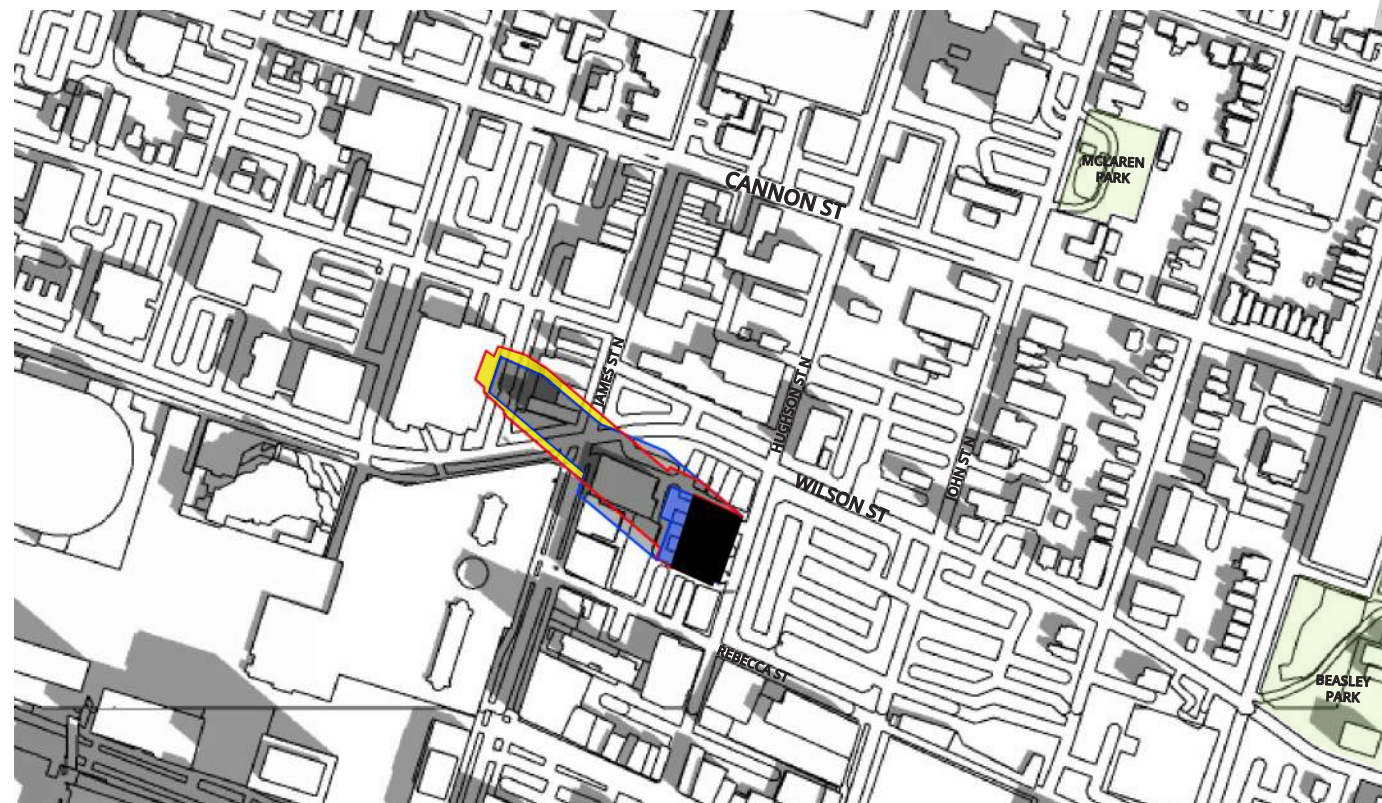 CANNON ST
MCLAREN
PARK
JAMES ST N
HUGHSON ST N
JOHN ST N
WILSON ST
REBECCA ST
BEASLEY
PARK